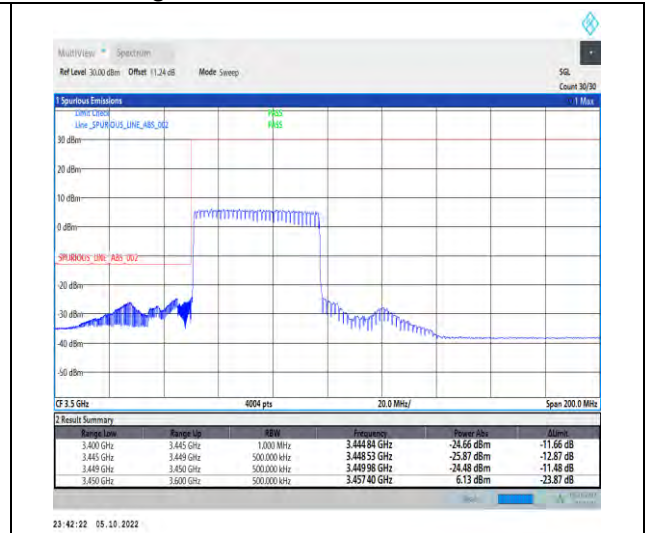 MultiView Spectrum
Ref Level 30.00 dBm Offset 11.24 dB Mode Sweep SGL
Count 30/30
1 Spurious Emissions 1 Max
Limit Check PASS
Line _SPURIOUS_LINE_ABS_002 PASS
30 dBm
20 dBm
10 dBm
0 dBm
_SPURIOUS_LINE_ABS_002
-20 dBm
-30 dBm
-40 dBm
-50 dBm
CF 3.5 GHz 4004 pts 20.0 MHz/ Span 200.0 MHz
2 Result Summary
Range Low Range Up RBW Frequency Power Abs ΔLimit
3.400 GHz 3.445 GHz 1.000 MHz 3.444 84 GHz -24.66 dBm -11.66 dB
3.445 GHz 3.449 GHz 500.000 kHz 3.448 53 GHz -25.87 dBm -12.87 dB
3.449 GHz 3.450 GHz 500.000 kHz 3.449 98 GHz -24.48 dBm -11.48 dB
3.450 GHz 3.600 GHz 500.000 kHz 3.457 40 GHz 6.13 dBm -23.87 dB
23:42:22 05.10.2022